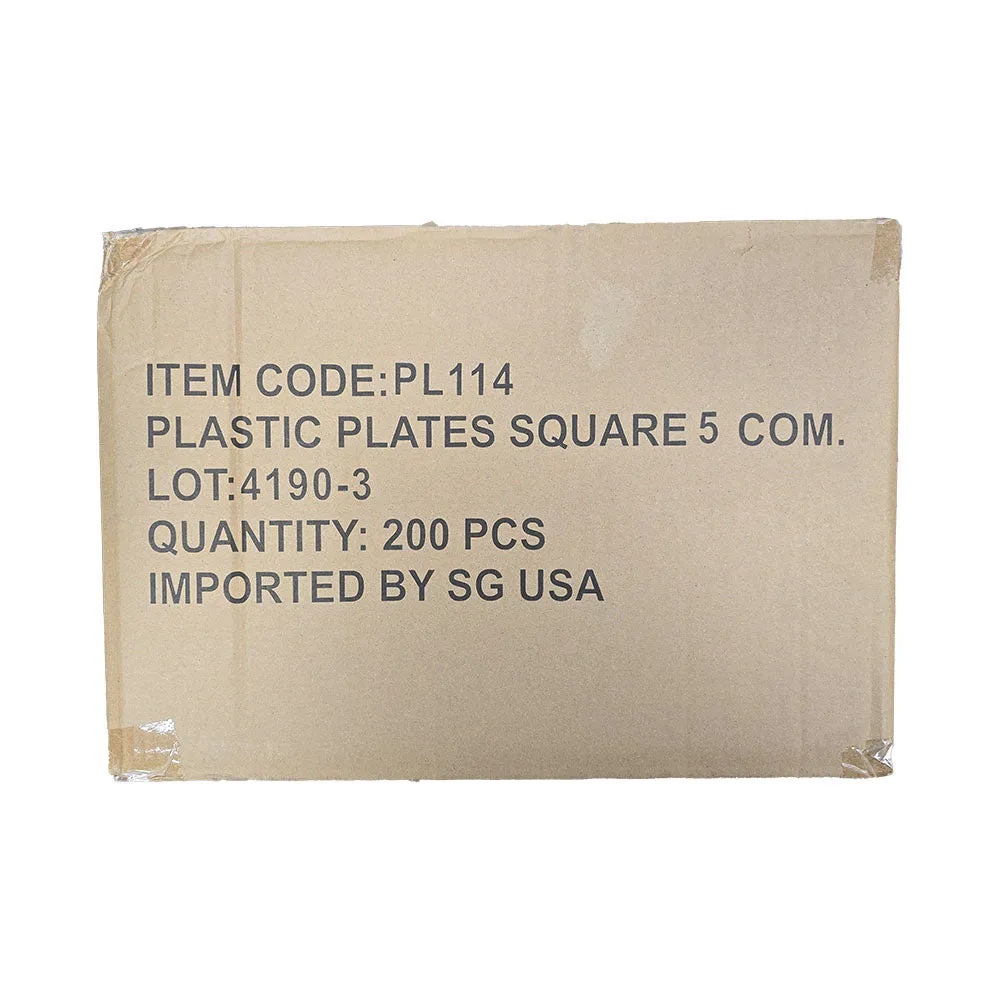 ITEM CODE:PL114
PLASTIC PLATES SQUARE 5 COM.
LOT:4190-3
QUANTITY: 200 PCS
IMPORTED BY SG USA